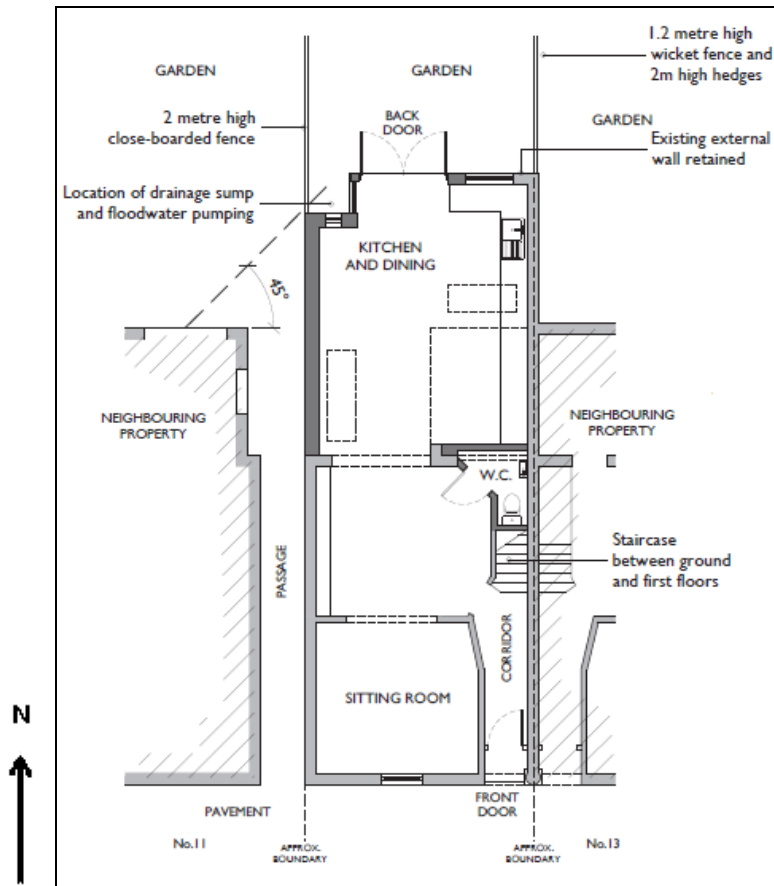 1.2 metre high
wicket fence and
2m high hedges
GARDEN
GARDEN
2 metre high
close-boarded fence
BACK
DOOR
GARDEN
Existing external
wall retained
Location of drainage sump
and floodwater pumping
KITCHEN
AND DINING
45°
NEIGHBOURING
PROPERTY
NEIGHBOURING
PROPERTY
W.C.
Staircase
between ground
and first floors
PASSAGE
CORRIDOR
SITTING ROOM
N
PAVEMENT
FRONT
DOOR
No.11
APPROX.
BOUNDARY
APPROX.
BOUNDARY
No.13